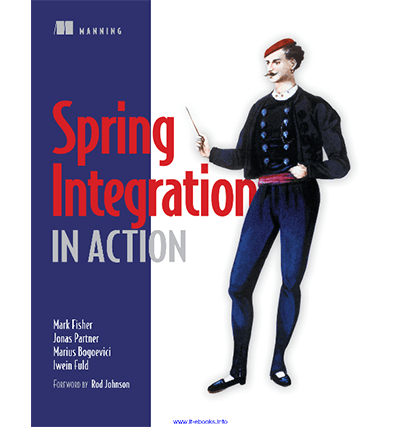 MANNING
Spring
Integration
IN ACTION
Mark Fisher
Jonas Partner
Marius Bogoevici
Iwein Fuld
FOREWORD BY Rod Johnson
www.it-ebooks.info